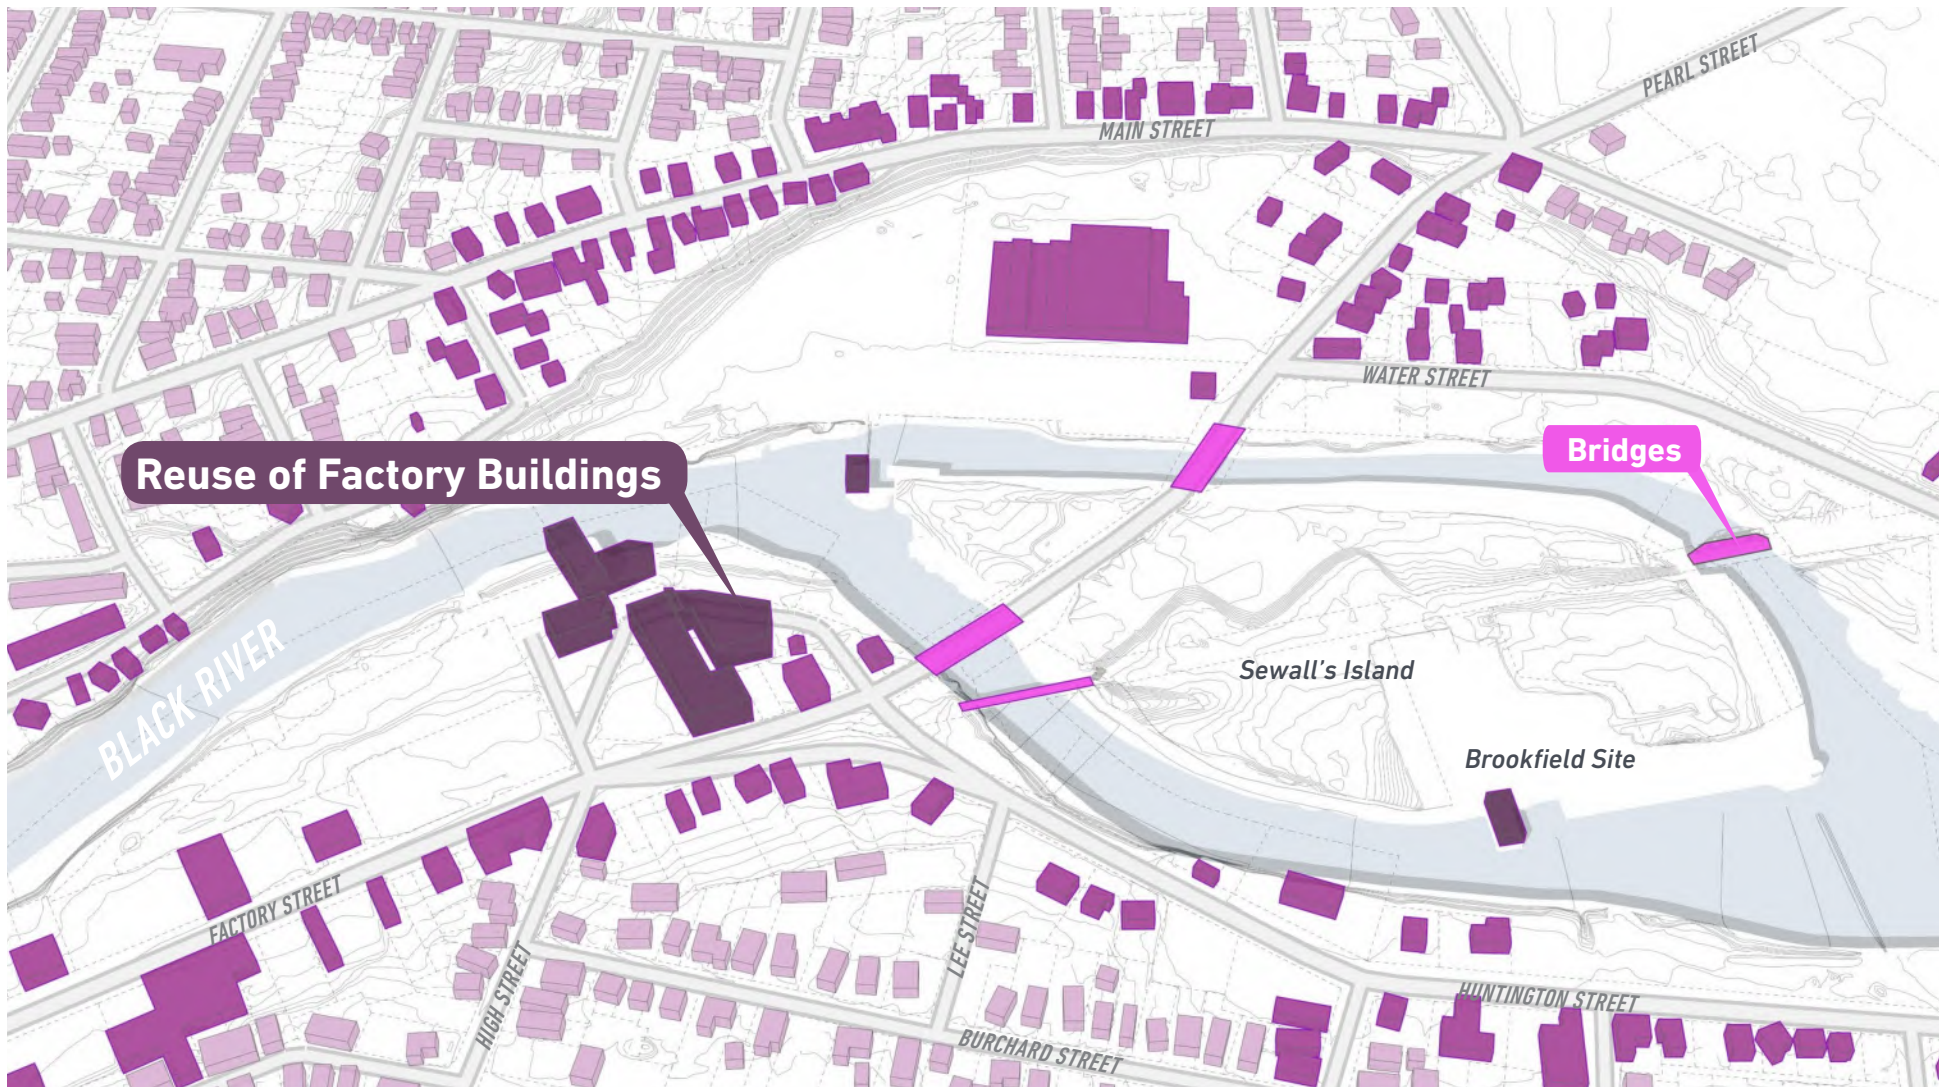 PEARL STREET
MAIN STREET
WATER STREET
Bridges
Reuse of Factory Buildings
BLACK RIVER
Sewall's Island
Brookfield Site
FACTORY STREET
LEE STREET
HIGH STREET
HUNTINGTON STREET
BURCHARD STREET